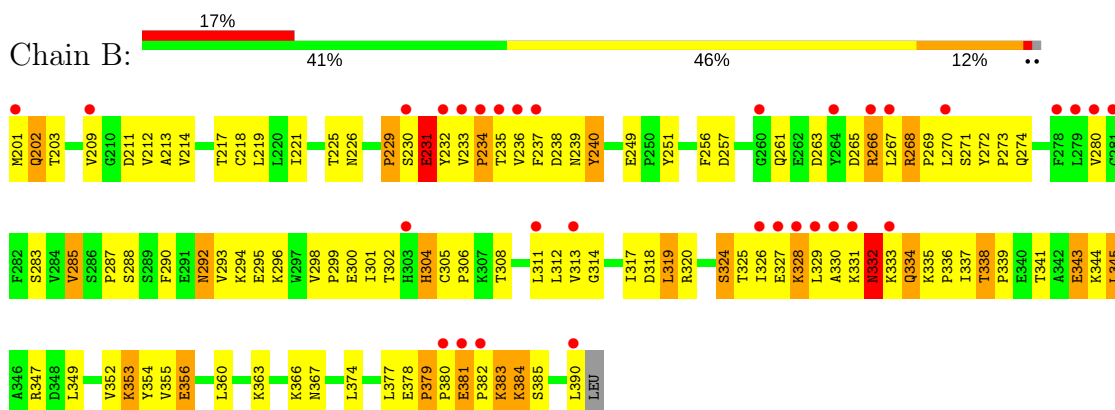 17%
Chain B:
41% 46% 12% ••
M201 Q202 T203 V209 G210 D211 V212 A213 V214 T217 C218 L219 L220 I221 T225 N226 P229 S230 E231 Y232 V233 P234 T235 V236 F237 D238 N239 Y240 E249 P250 Y251 F256 D257 G260 Q261 E262 D263 Y264 D265 R266 L267 R268 P269 L270 S271 Y272 P273 Q274 F278 L279 V280 C281
F282 S283 V284 V285 S286 P287 S288 S289 F290 E291 N292 V293 K294 E295 K296 W297 V298 P299 E300 I301 T302 H303 H304 C305 P306 K307 T308 L311 L312 V313 G314 I317 D318 L319 R320 S324 T325 I326 E327 K328 L329 A330 K331 N332 K333 Q334 K335 P336 I337 T338 P339 E340 T341 A342 E343 K344 L345
A346 R347 D348 L349 V352 K353 Y354 V355 E356 L360 K363 K366 N367 L374 L377 E378 P379 P380 E381 P382 K383 K384 S385 L390 LEU